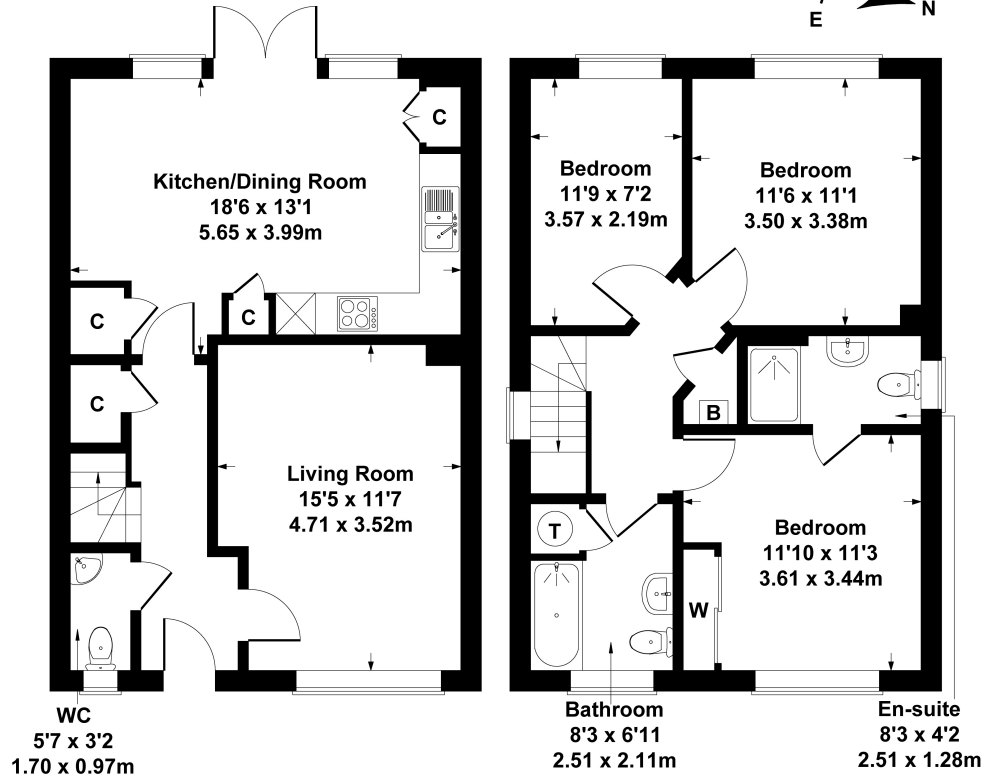 E
N
C
Kitchen/Dining Room
18'6 x 13'1
5.65 x 3.99m
C
C
C
Living Room
15'5 x 11'7
4.71 x 3.52m
WC
5'7 x 3'2
1.70 x 0.97m
Bedroom
11'9 x 7'2
3.57 x 2.19m
Bedroom
11'6 x 11'1
3.50 x 3.38m
B
T
Bedroom
11'10 x 11'3
3.61 x 3.44m
W
Bathroom
8'3 x 6'11
2.51 x 2.11m
En-suite
8'3 x 4'2
2.51 x 1.28m